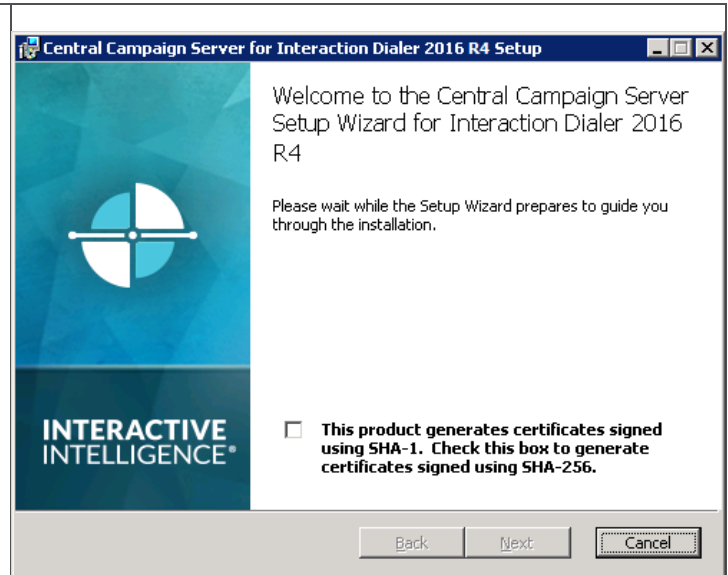 Central Campaign Server for Interaction Dialer 2016 R4 Setup
Welcome to the Central Campaign Server
Setup Wizard for Interaction Dialer 2016
R4
Please wait while the Setup Wizard prepares to guide you
through the installation.
This product generates certificates signed
using SHA-1. Check this box to generate
certificates signed using SHA-256.
INTERACTIVE
INTELLIGENCE®
Back Next Cancel